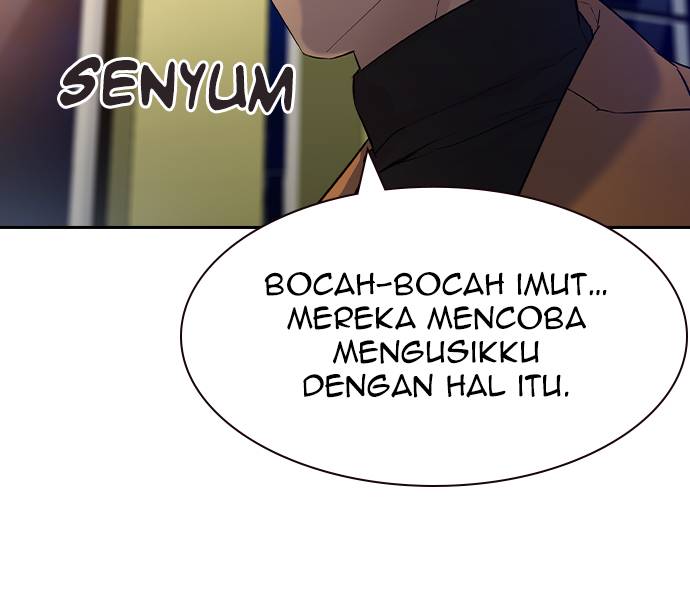 SENYUM
BOCAH-BOCAH IMUT...
MEREKA MENCOBA
MENGUSIKKU
DENGAN HAL ITU.